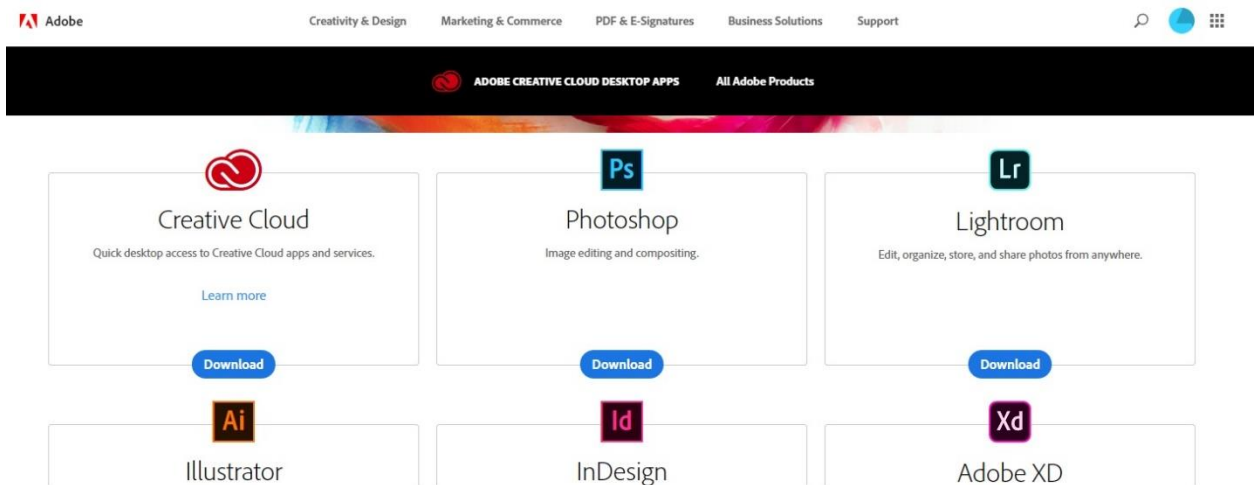 Adobe
Creativity & Design
Marketing & Commerce
PDF & E-Signatures
Business Solutions
Support
ADOBE CREATIVE CLOUD DESKTOP APPS
All Adobe Products
Creative Cloud
Quick desktop access to Creative Cloud apps and services.
Learn more
Download
Ps
Photoshop
Image editing and compositing.
Download
Lr
Lightroom
Edit, organize, store, and share photos from anywhere.
Download
Ai
Illustrator
Id
InDesign
Xd
Adobe XD